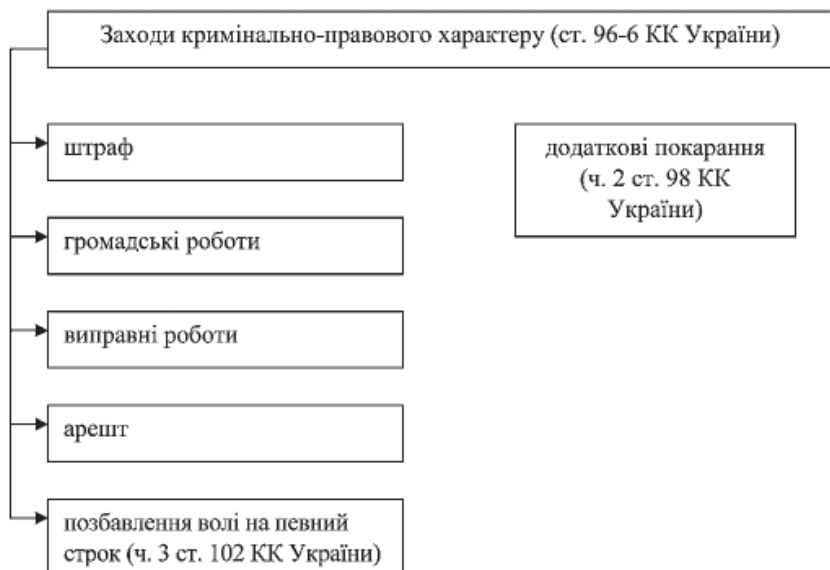 Заходи кримінально-правового характеру (ст. 96-6 КК України)
штраф
додаткові покарання
(ч. 2 ст. 98 КК
України)
громадські роботи
виправні роботи
арешт
позбавлення волі на певний
строк (ч. 3 ст. 102 КК України)